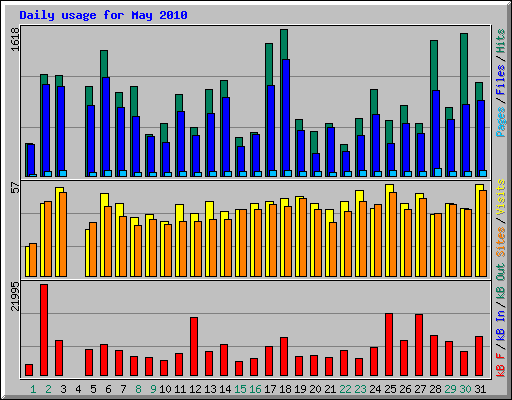 Daily usage for May 2010
1618
Pages / Files / Hits
57
Sites / Visits
21995
kB F / kB In / kB Out
1 2 3 4 5 6 7 8 9 10 11 12 13 14 15 16 17 18 19 20 21 22 23 24 25 26 27 28 29 30 31